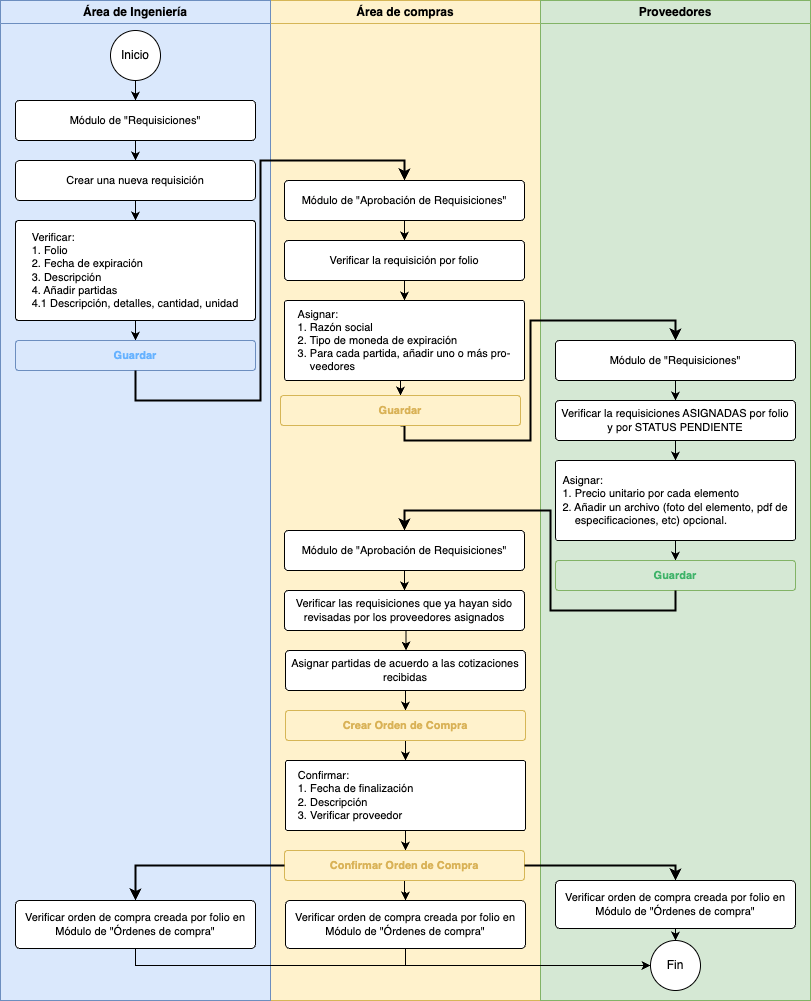 Área de Ingeniería
Área de compras
Proveedores
Inicio
Módulo de "Requisiciones"
Crear una nueva requisición
Verificar:
1. Folio
2. Fecha de expiración
3. Descripción
4. Añadir partidas
4.1 Descripción, detalles, cantidad, unidad
Guardar
Módulo de "Aprobación de Requisiciones"
Verificar la requisición por folio
Asignar:
1. Razón social
2. Tipo de moneda de expiración
3. Para cada partida, añadir uno o más pro-
veedores
Guardar
Módulo de "Requisiciones"
Verificar la requisiciones ASIGNADAS por folio
y por STATUS PENDIENTE
Asignar:
1. Precio unitario por cada elemento
2. Añadir un archivo (foto del elemento, pdf de
especificaciones, etc) opcional.
Guardar
Módulo de "Aprobación de Requisiciones"
Verificar las requisiciones que ya hayan sido
revisadas por los proveedores asignados
Asignar partidas de acuerdo a las cotizaciones
recibidas
Crear Orden de Compra
Confirmar:
1. Fecha de finalización
2. Descripción
3. Verificar proveedor
Confirmar Orden de Compra
Verificar orden de compra creada por folio en
Módulo de "Órdenes de compra"
Verificar orden de compra creada por folio en
Módulo de "Órdenes de compra"
Verificar orden de compra creada por folio en
Módulo de "Órdenes de compra"
Fin